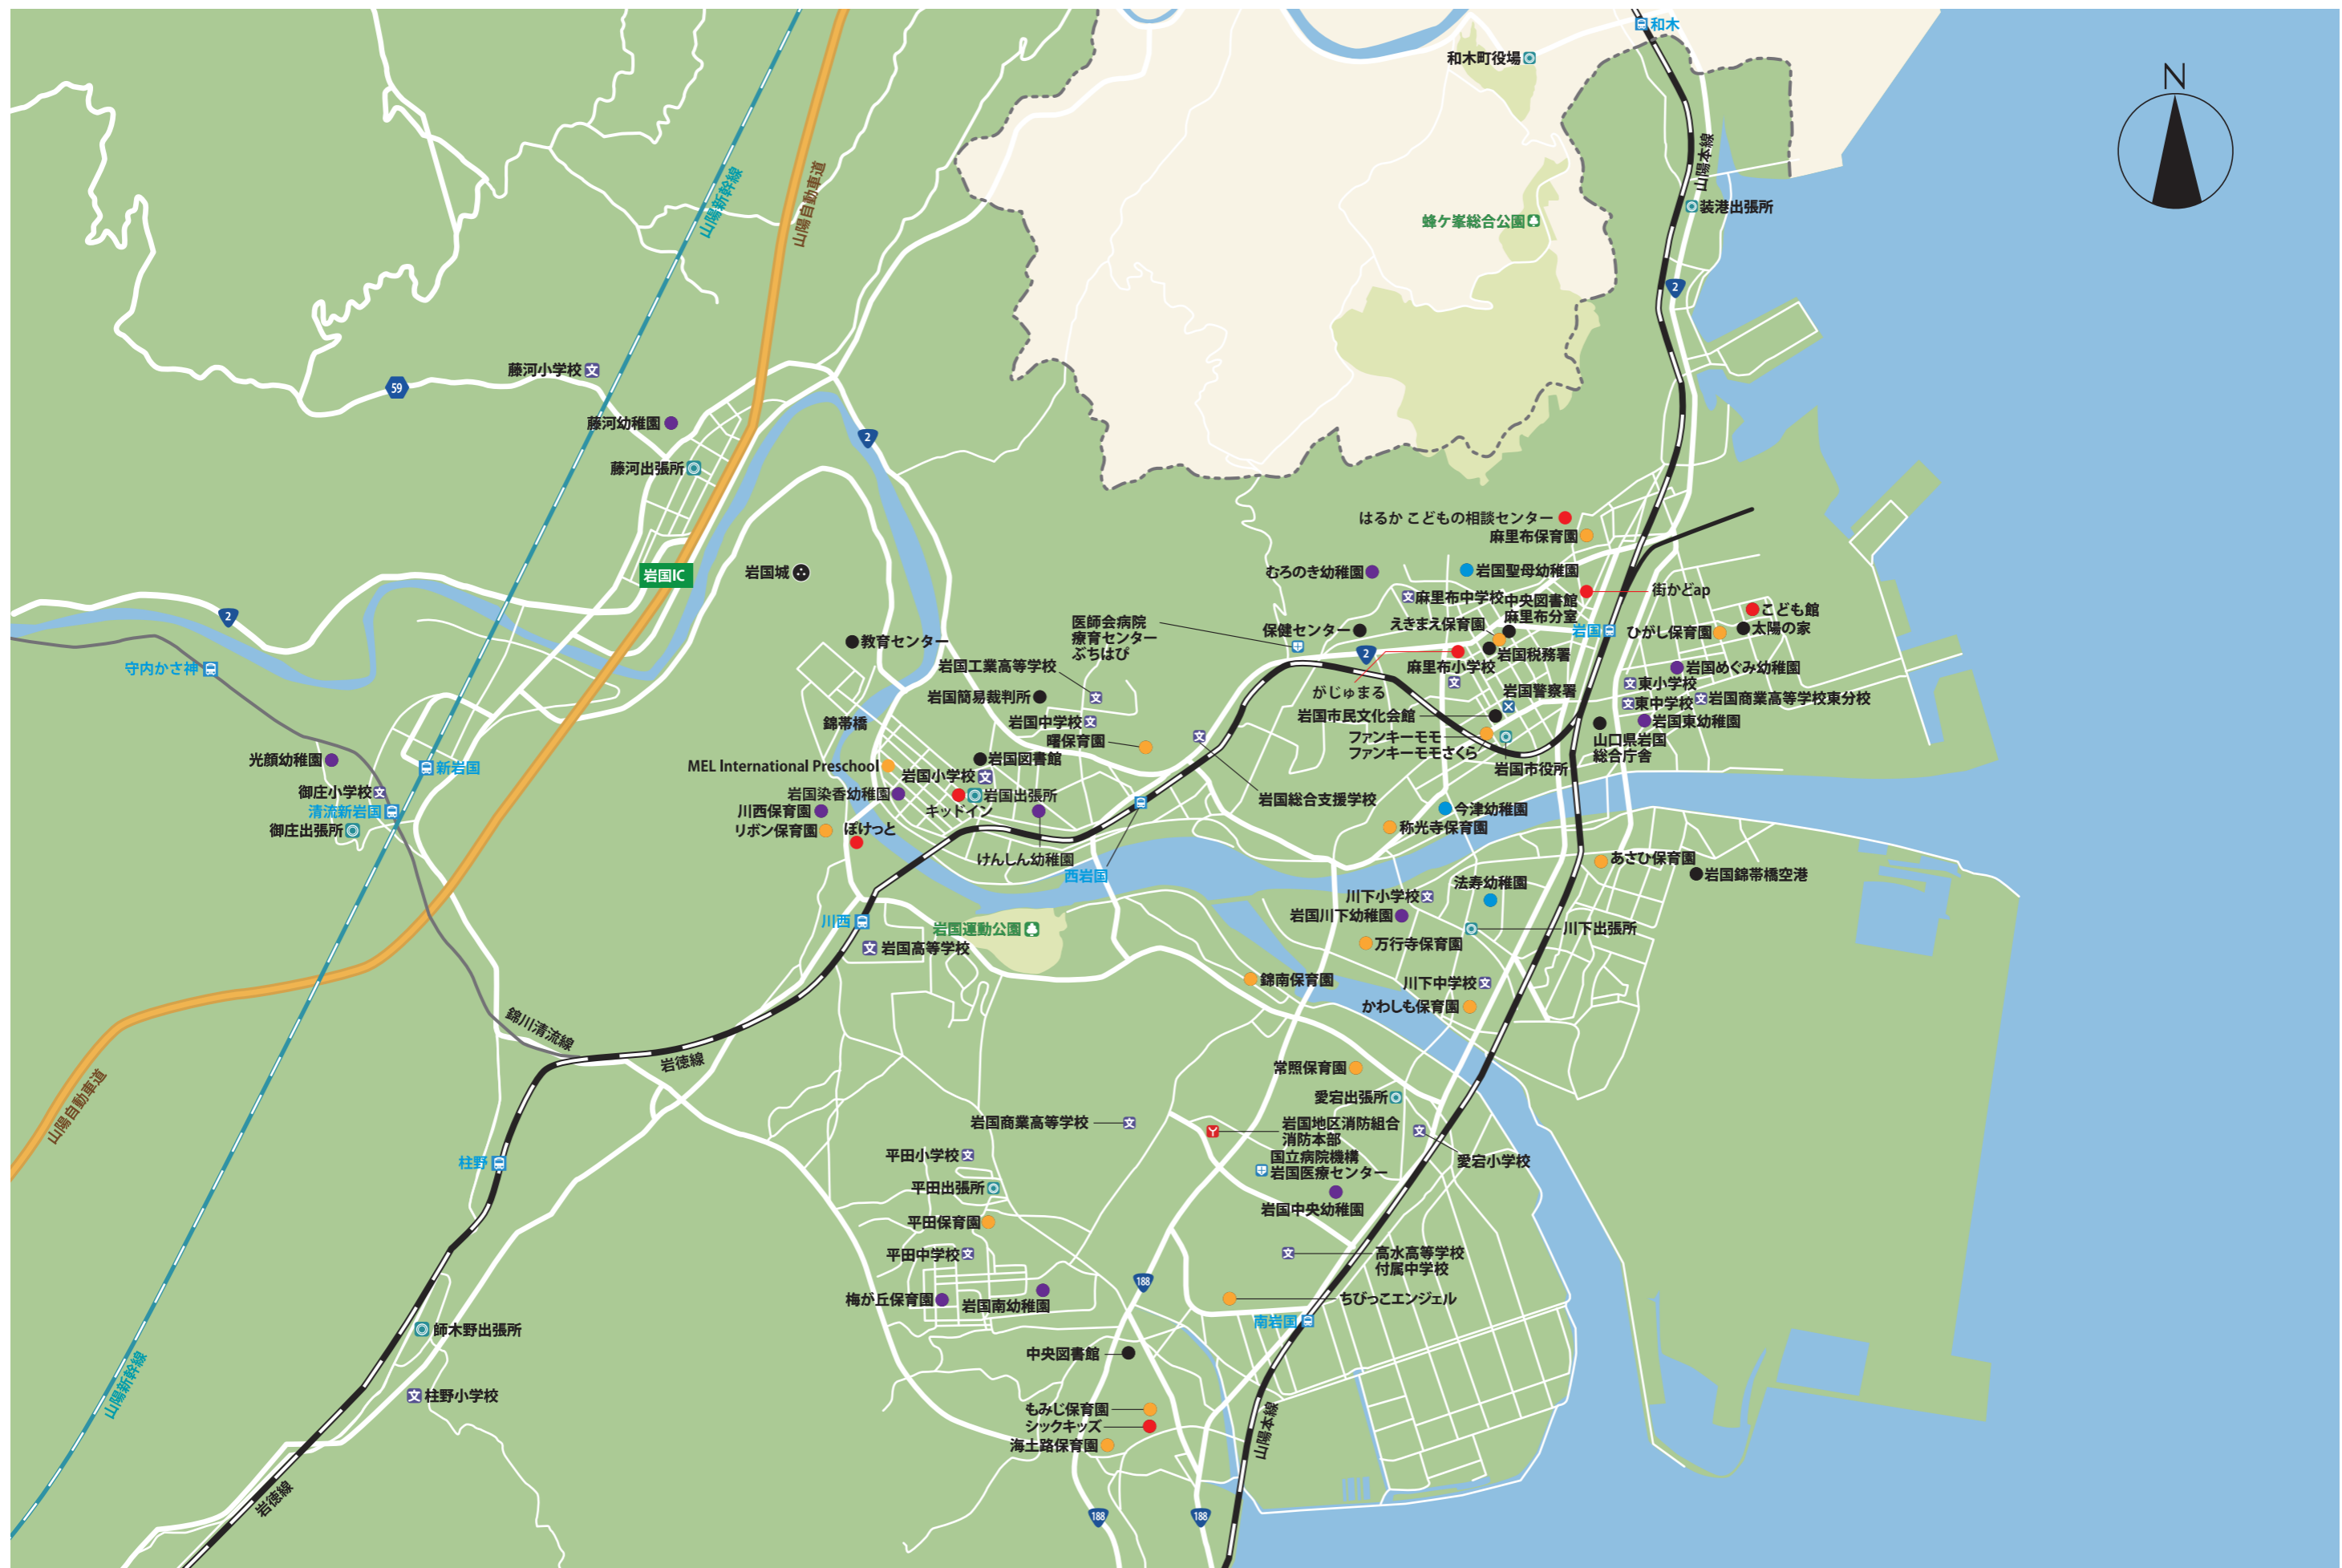 和木
和木町役場
N
山陽本線
装港出張所
蜂ケ峯総合公園
山陽新幹線
山陽自動車道
2
藤河小学校
59
藤河幼稚園
2
藤河出張所
岩国IC
岩国城
2
守内かさ神
教育センター
はるか こどもの相談センター
麻里布保育園
むろのき幼稚園
岩国聖母幼稚園
街かどap
麻里布中学校
中央図書館
麻里布分室
こども館
太陽の家
ひがし保育園
岩国
えきまえ保育園
保健センター
医師会病院
療育センター
ぶちはぴ
2
岩国税務署
麻里布小学校
岩国めぐみ幼稚園
東小学校
岩国商業高等学校東分校
東中学校
岩国東幼稚園
がじゅまる
岩国警察署
岩国市民文化会館
ファンキーモモ
ファンキーモモさくら
岩国市役所
山口県岩国
総合庁舎
岩国工業高等学校
岩国簡易裁判所
岩国中学校
曙保育園
錦帯橋
岩国図書館
MEL International Preschool
岩国小学校
岩国染香幼稚園
岩国出張所
キッドイン
川西保育園
リボン保育園
ぽけっと
けんしん幼稚園
西岩国
岩国総合支援学校
光顔幼稚園
新岩国
御庄小学校
清流新岩国
御庄出張所
今津幼稚園
称光寺保育園
あさひ保育園
岩国錦帯橋空港
法寿幼稚園
川下小学校
岩国川下幼稚園
川下出張所
万行寺保育園
川西
岩国運動公園
岩国高等学校
錦南保育園
川下中学校
かわしも保育園
錦川清流線
岩徳線
山陽自動車道
常照保育園
愛宕出張所
岩国商業高等学校
岩国地区消防組合
消防本部
国立病院機構
岩国医療センター
愛宕小学校
岩国中央幼稚園
柱野
平田小学校
平田出張所
平田保育園
平田中学校
高水高等学校
付属中学校
188
梅が丘保育園
岩国南幼稚園
ちびっこエンジェル
南岩国
師木野出張所
中央図書館
山陽新幹線
柱野小学校
もみじ保育園
シックキッズ
海土路保育園
山陽本線
岩徳線
188
188